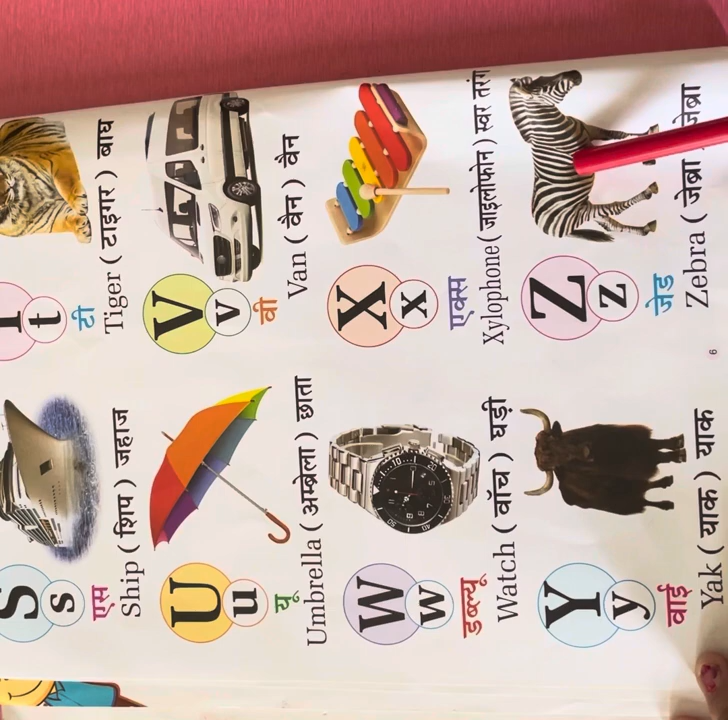 S s
एस
Ship ( शिप ) जहाज
t
टी
Tiger ( टाइगर ) बाघ
U u
यू
Umbrella ( अम्ब्रेला ) छाता
V v
वी
Van ( वैन ) वैन
W w
डब्ल्यू
Watch ( वॉच ) घड़ी
X x
एक्स
Xylophone( जाइलोफोन ) स्वर तरंग
Y y
वाई
Yak ( याक ) याक
Z z
जेड
Zebra ( जेब्रा जेब्रा
6